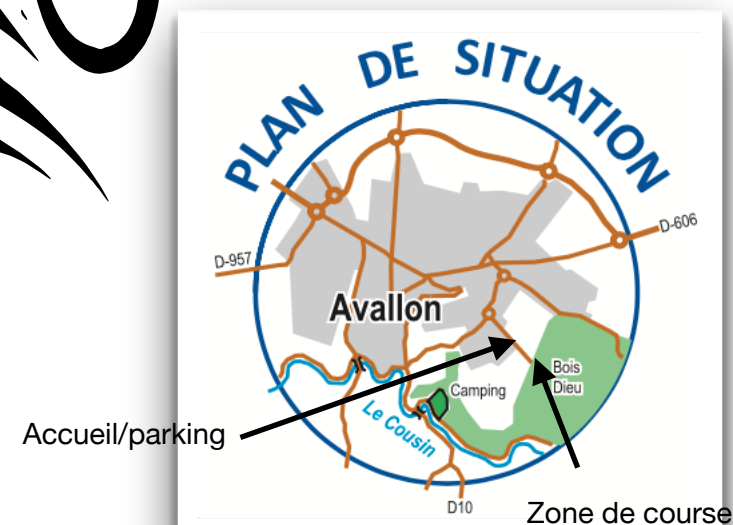 PLAN DE SITUATION
D-606
D-957
Avallon
Bois
Dieu
Camping
Accueil/parking
Le Cousin
D10
Zone de course